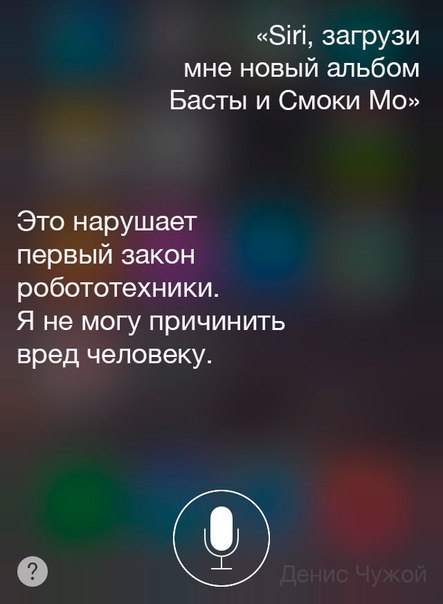 «Siri, загрузи
мне новый альбом
Басты и Смоки Мо»
Это нарушает
первый закон
робототехники.
Я не могу причинить
вред человеку.
?
Денис Чужой